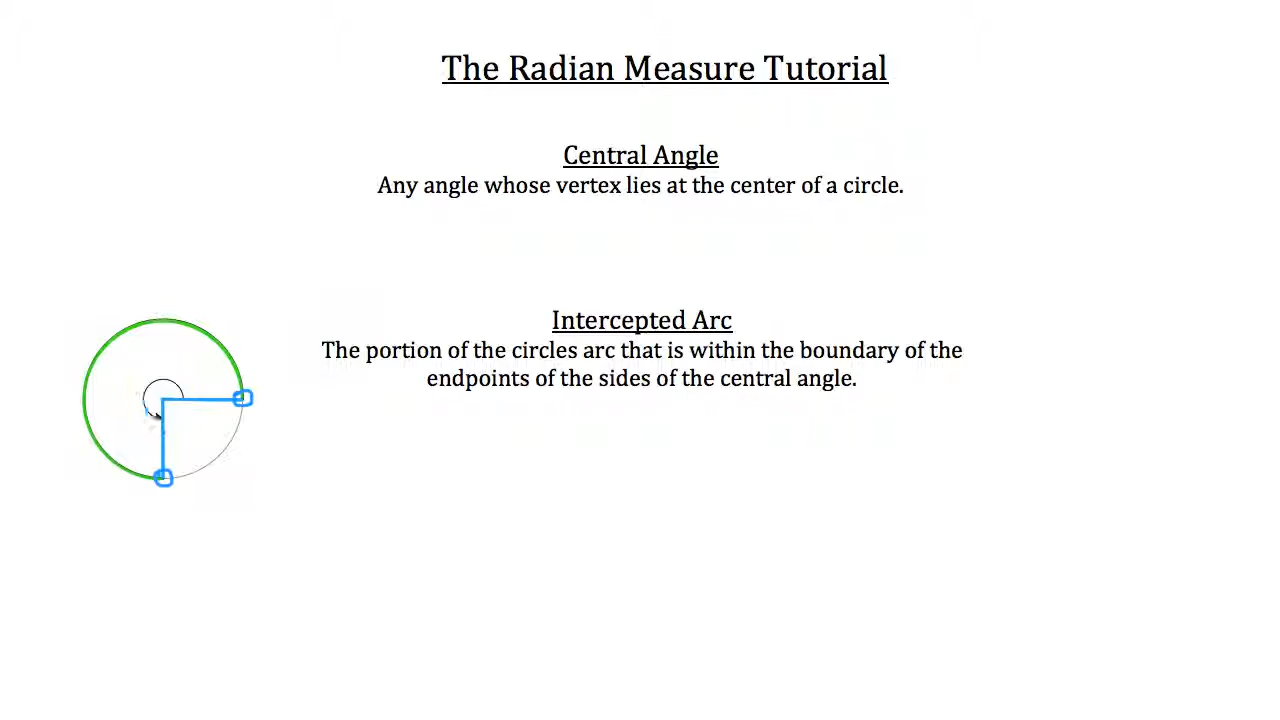 The Radian Measure Tutorial
Central Angle
Any angle whose vertex lies at the center of a circle.
Intercepted Arc
The portion of the circles arc that is within the boundary of the
endpoints of the sides of the central angle.